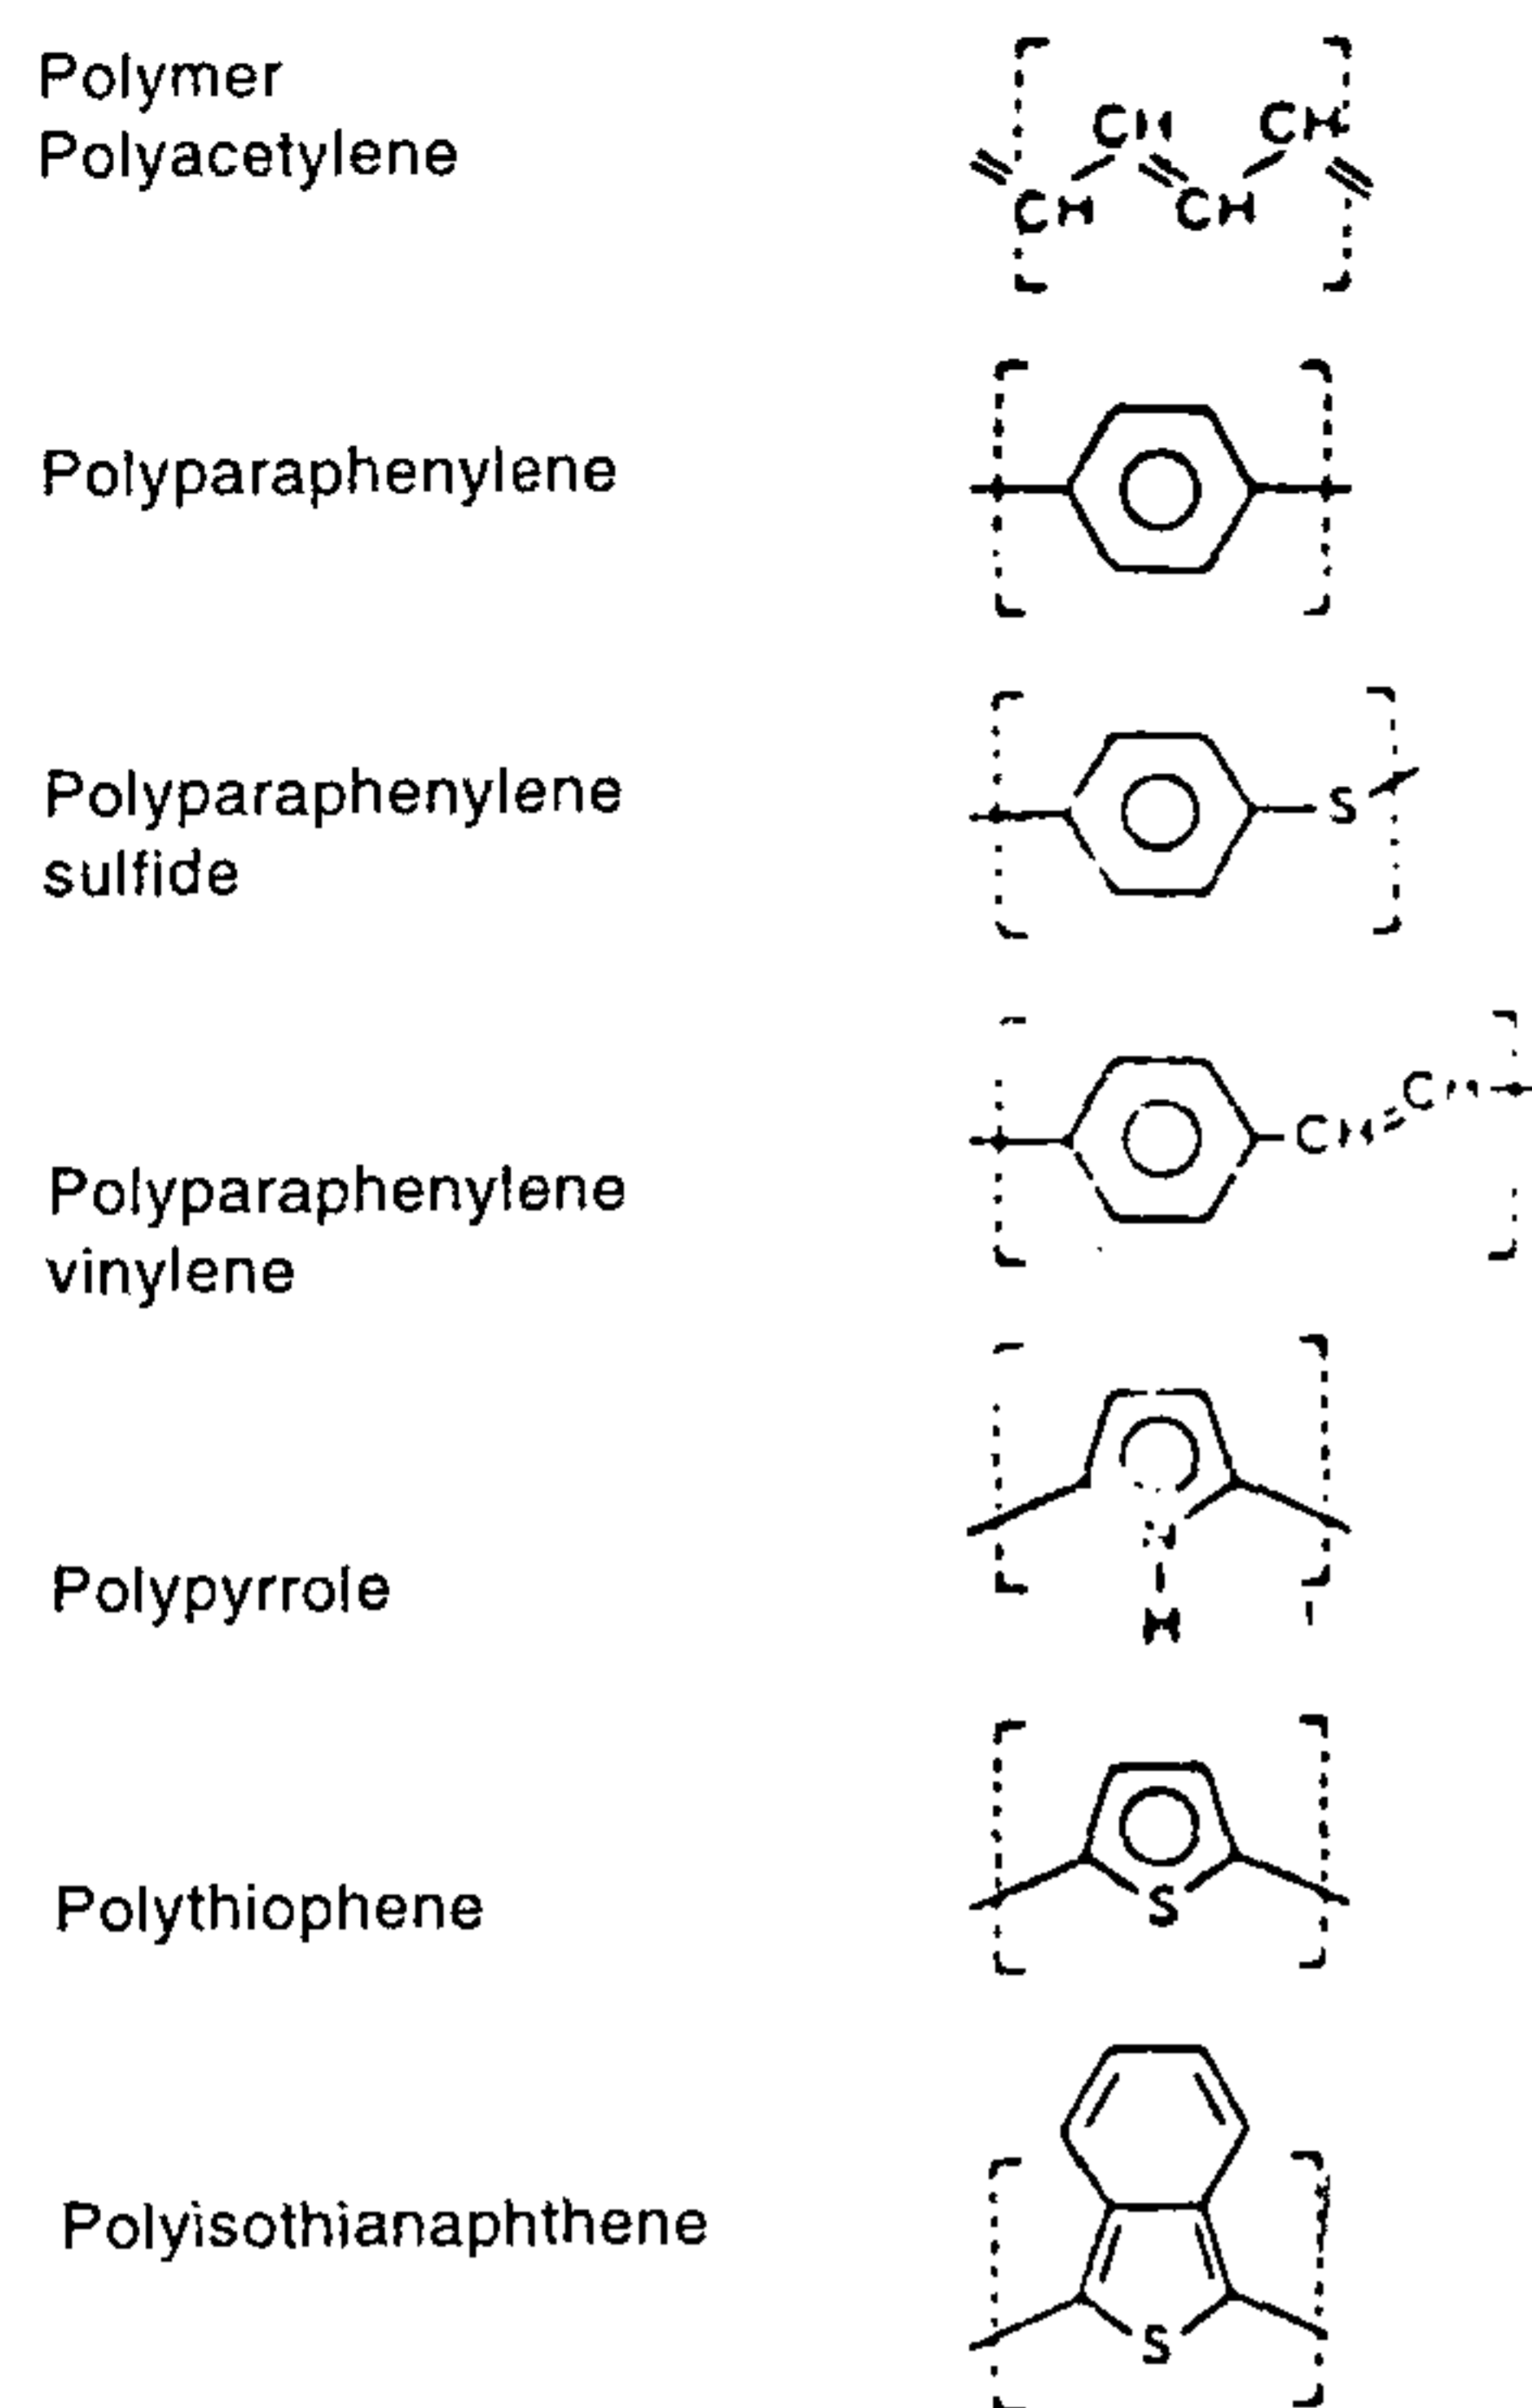 Polymer
Polyacetylene
CH CH
CH CH
Polyparaphenylene
Polyparaphenylene
sulfide
S
Polyparaphenylene
vinylene
CH
CH
Polypyrrole
N
H
Polythiophene
S
Polyisothianaphthene
S